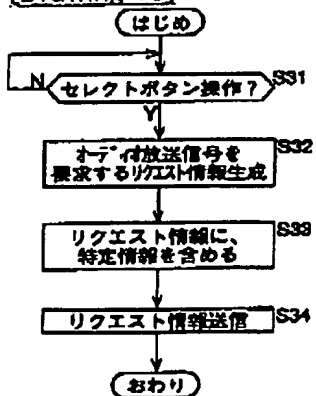 はじめ
N セレクトボタン操作? S31
Y
オーディオ放送信号を S32
要求するリクエスト情報生成
リクエスト情報に、 S33
特定情報を含める
リクエスト情報送信 S34
おわり